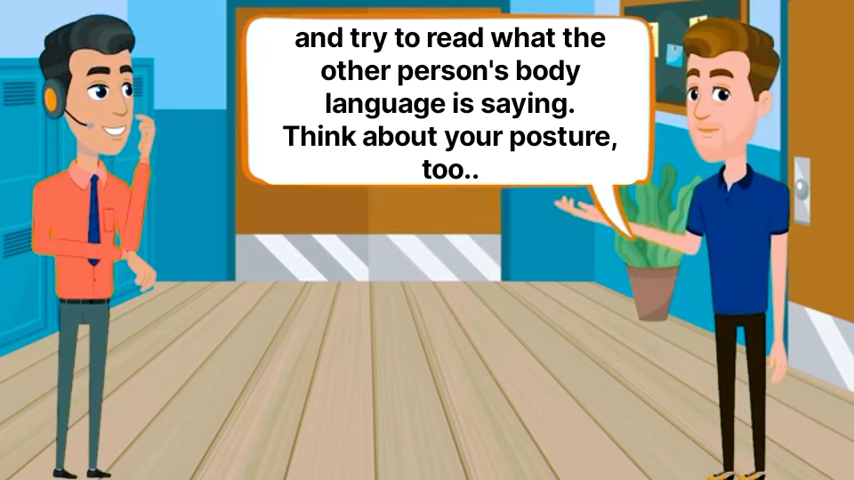 and try to read what the
other person's body
language is saying.
Think about your posture,
too..